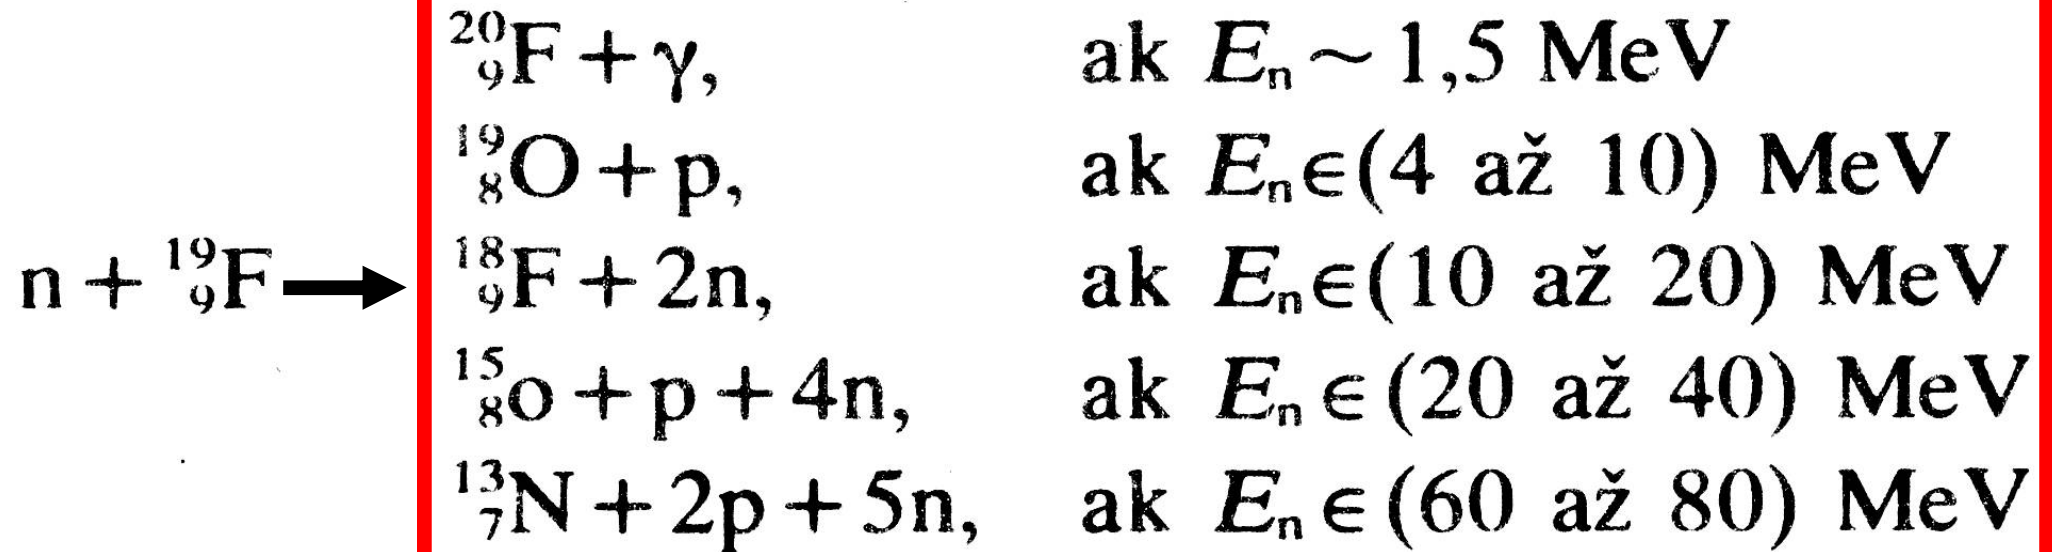 ²⁰₉F + γ, ak Eₙ ~ 1,5 MeV
¹⁹₈O + p, ak Eₙ ∈ (4 až 10) MeV
n + ¹⁹₉F → ¹⁸₉F + 2n, ak Eₙ ∈ (10 až 20) MeV
¹⁵₈o + p + 4n, ak Eₙ ∈ (20 až 40) MeV
¹³₇N + 2p + 5n, ak Eₙ ∈ (60 až 80) MeV